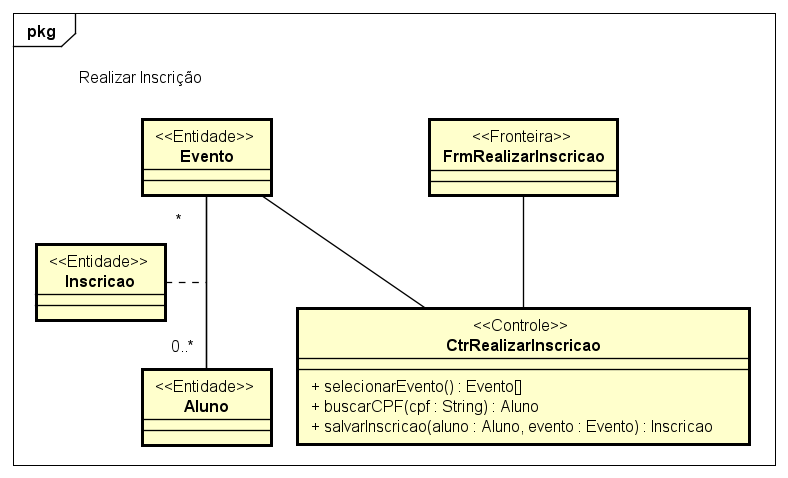 pkg
Realizar Inscrição
<<Entidade>>
Evento
<<Fronteira>>
FrmRealizarInscricao
*
<<Entidade>>
Inscricao
0..*
<<Entidade>>
Aluno
<<Controle>>
CtrRealizarInscricao
+ selecionarEvento() : Evento[]
+ buscarCPF(cpf : String) : Aluno
+ salvarInscricao(aluno : Aluno, evento : Evento) : Inscricao